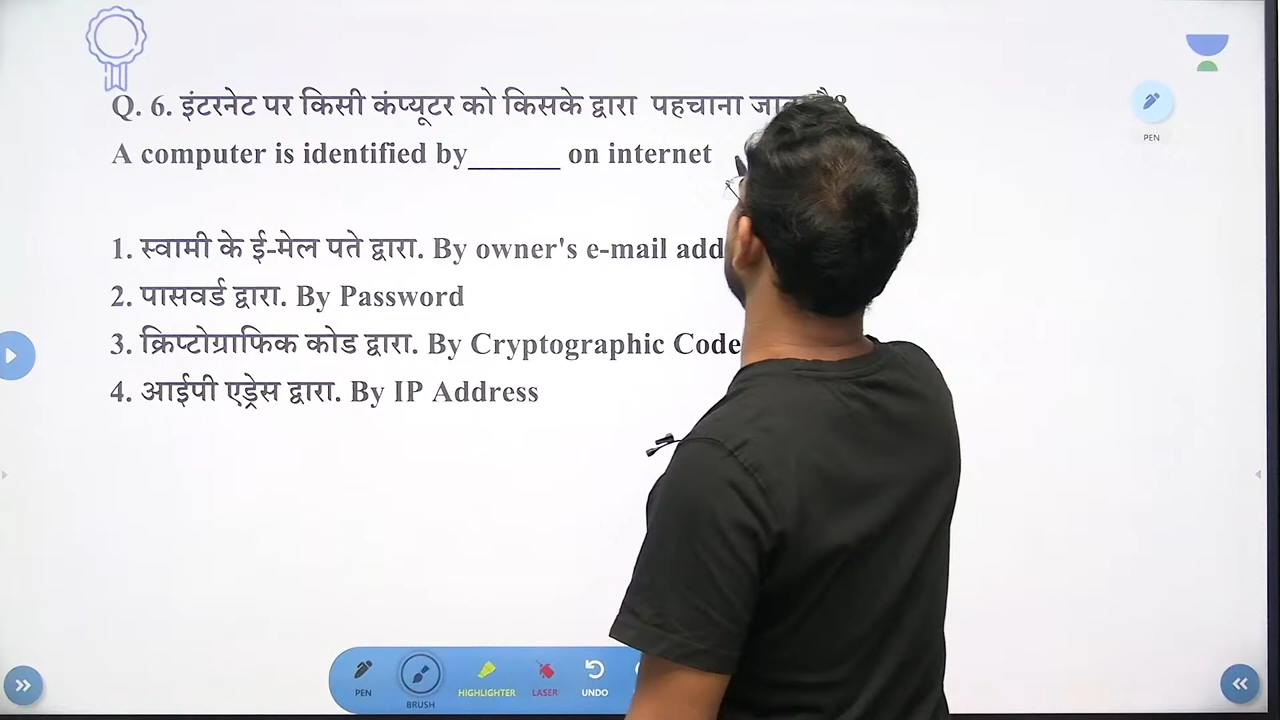 Q. 6. इंटरनेट पर किसी कंप्यूटर को किसके द्वारा पहचाना
A computer is identified by______ on internet
1. स्वामी के ई-मेल पते द्वारा. By owner's e-mail
2. पासवर्ड द्वारा. By Password
3. क्रिप्टोग्राफिक कोड द्वारा. By Cryptographic Code
4. आईपी एड्रेस द्वारा. By IP Address
PEN
PEN
BRUSH
HIGHLIGHTER
LASER
UNDO